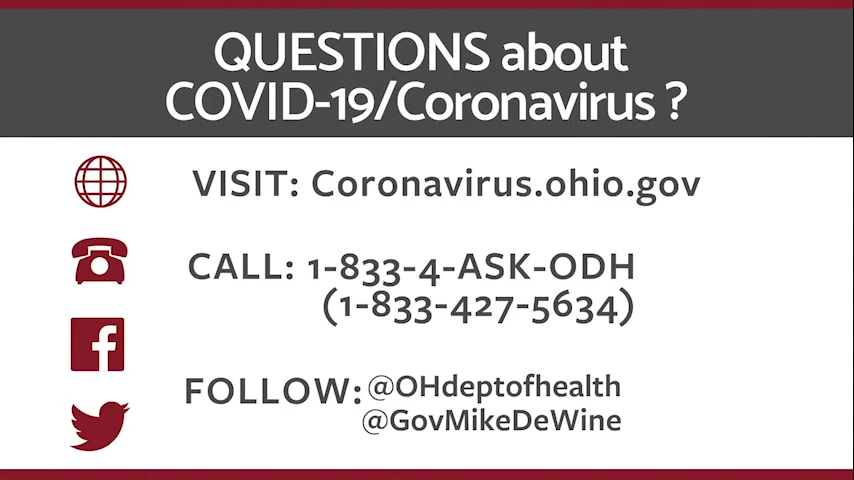 QUESTIONS about
COVID-19/Coronavirus ?
VISIT: Coronavirus.ohio.gov
CALL: 1-833-4-ASK-ODH
(1-833-427-5634)
FOLLOW: @OHdeptofhealth
@GovMikeDeWine